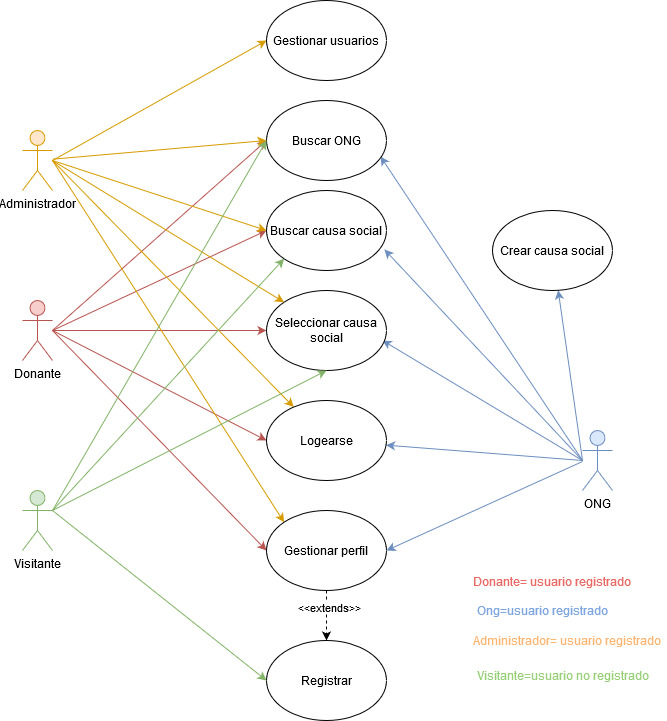 Gestionar usuarios
Buscar ONG
Administrador
Buscar causa social
Crear causa social
Seleccionar causa
social
Donante
Logearse
ONG
Gestionar perfil
Visitante
Donante= usuario registrado
<<extends>>
Ong=usuario registrado
Administrador= usuario registrado
Registrar
Visitante=usuario no registrado